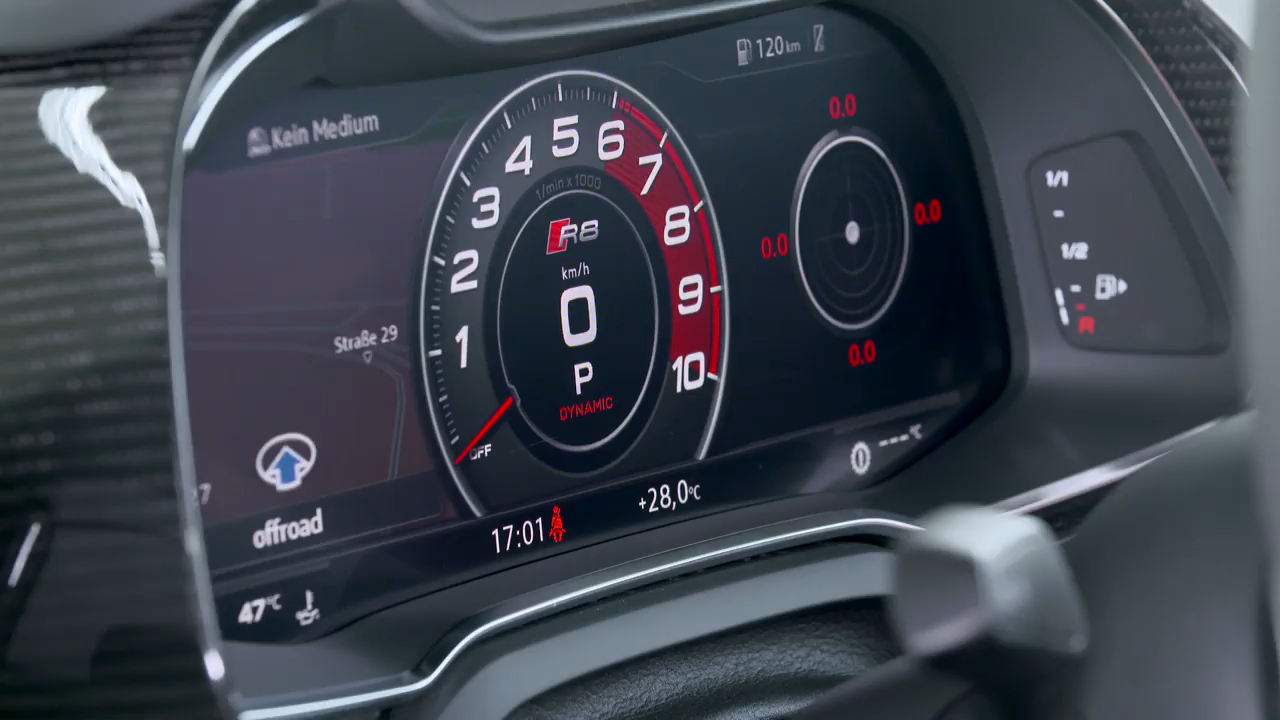 Kein Medium
120 km
1
2
3
4
5
6
7
8
9
10
1/min x 1000
R8
km/h
0
P
DYNAMIC
OFF
0.0
0.0
0.0
0.0
1/1
1/2
R
Straße 29
offroad
17:01
+28,0°C
---°C
47°C